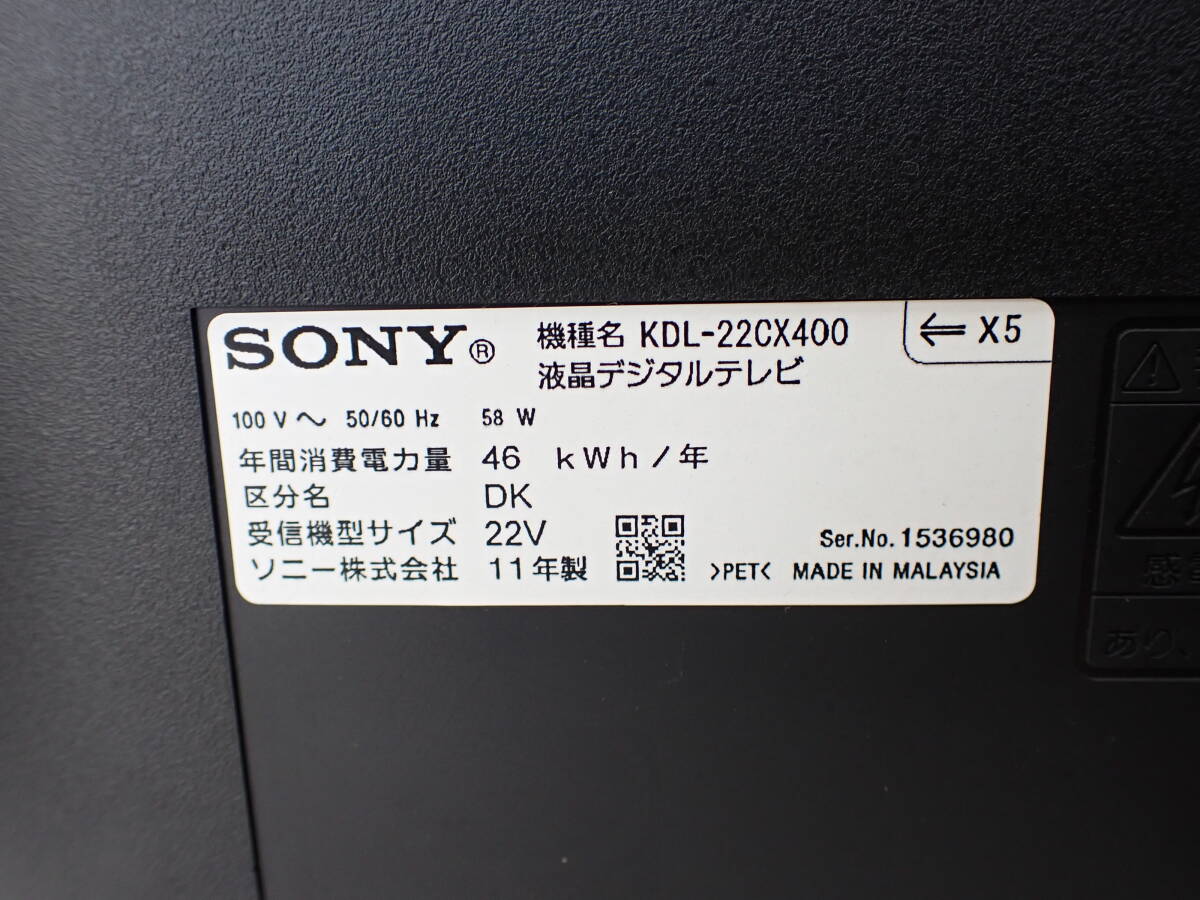 SONY® 機種名 KDL-22CX400
液晶デジタルテレビ
⇐ X5
100 V ～ 50/60 Hz 58 W
年間消費電力量 46 kWh/年
区分名 DK
受信機型サイズ 22V
Ser.No.1536980
ソニー株式会社 11年製 >PET< MADE IN MALAYSIA
あり、